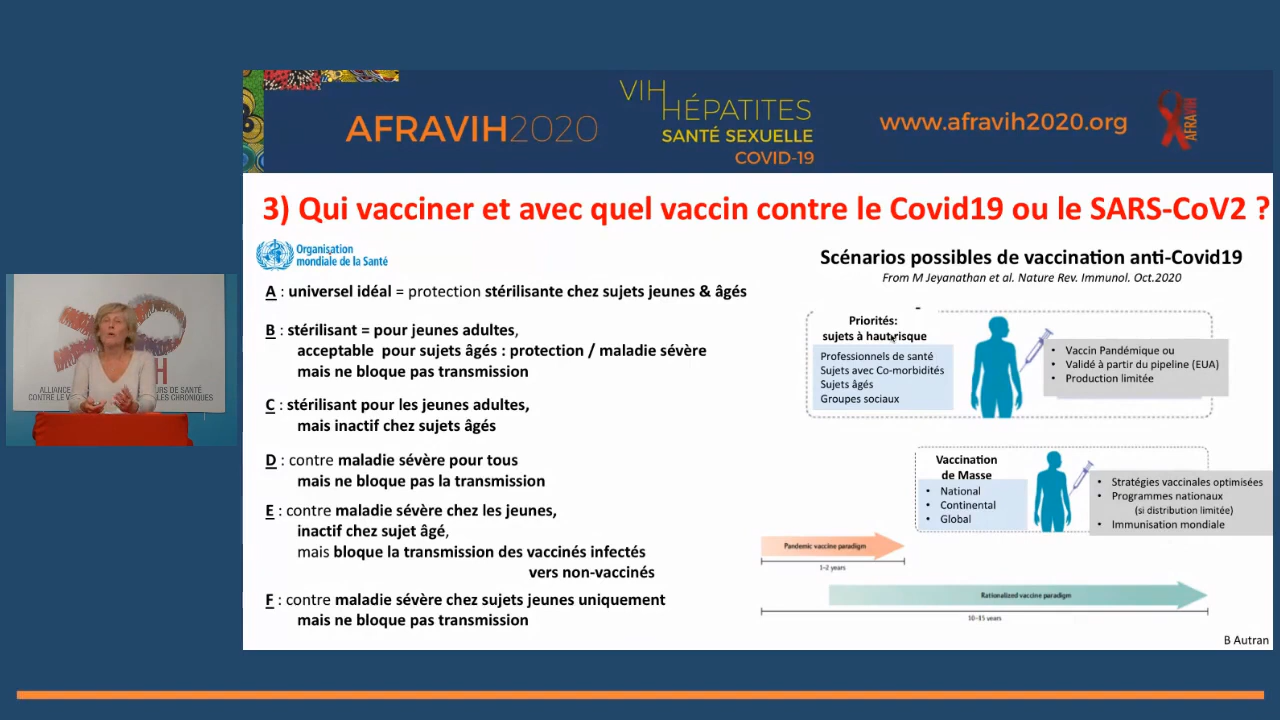 AFRAVIH2020
VIH
HÉPATITES
SANTÉ SEXUELLE
COVID-19
www.afravih2020.org
AFRAVIH
3) Qui vacciner et avec quel vaccin contre le Covid19 ou le SARS-CoV2 ?
Organisation
mondiale de la Santé
A : universel idéal = protection stérilisante chez sujets jeunes & âgés
B : stérilisant = pour jeunes adultes,
acceptable pour sujets âgés : protection / maladie sévère
mais ne bloque pas transmission
C : stérilisant pour les jeunes adultes,
mais inactif chez sujets âgés
D : contre maladie sévère pour tous
mais ne bloque pas la transmission
E : contre maladie sévère chez les jeunes,
inactif chez sujet âgé,
mais bloque la transmission des vaccinés infectés
vers non-vaccinés
F : contre maladie sévère chez sujets jeunes uniquement
mais ne bloque pas transmission
Scénarios possibles de vaccination anti-Covid19
From M Jeyanathan et al. Nature Rev. Immunol. Oct.2020
Priorités:
sujets à haut risque
Professionnels de santé
Sujets avec Co-morbidités
Sujets âgés
Groupes sociaux
• Vaccin Pandémique ou
• Validé à partir du pipeline (EUA)
• Production limitée
Vaccination
de Masse
• National
• Continental
• Global
• Stratégies vaccinales optimisées
• Programmes nationaux
(si distribution limitée)
• Immunisation mondiale
Pandemic vaccine paradigm
1-2 years
Rationalized vaccine paradigm
10-15 years
B Autran
ALLIANCE
CONTRE LE V
H
URS DE SANTÉ
LES CHRONIQUES